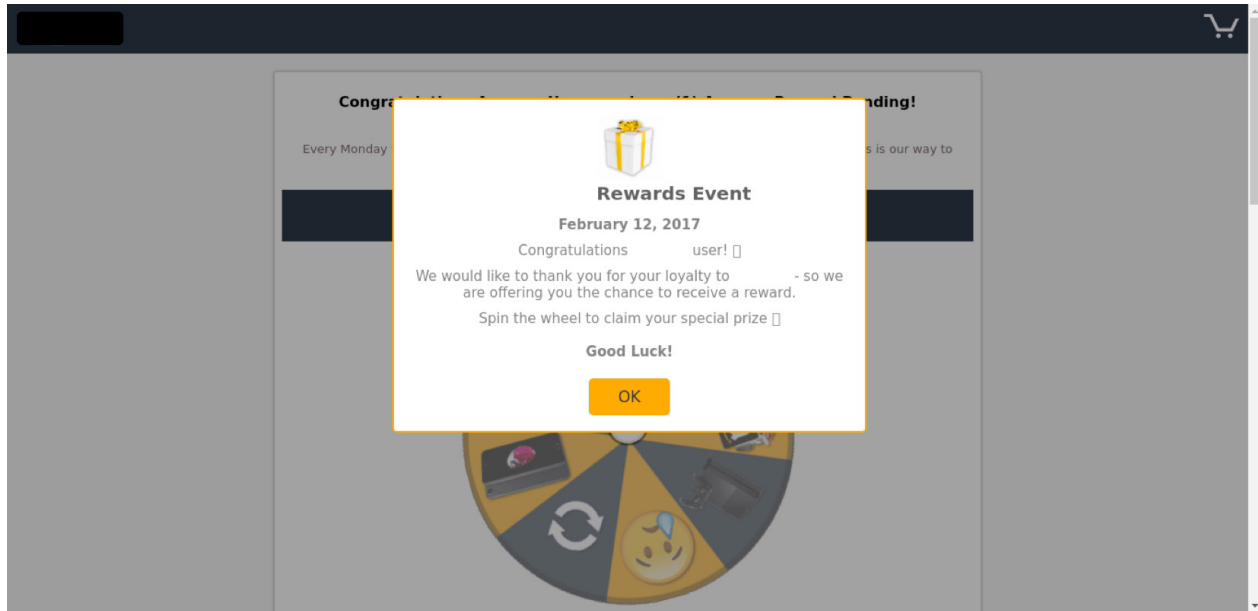 Congra nding!
Every Monday s is our way to
Rewards Event
February 12, 2017
Congratulations user!
We would like to thank you for your loyalty to - so we
are offering you the chance to receive a reward.
Spin the wheel to claim your special prize
Good Luck!
OK